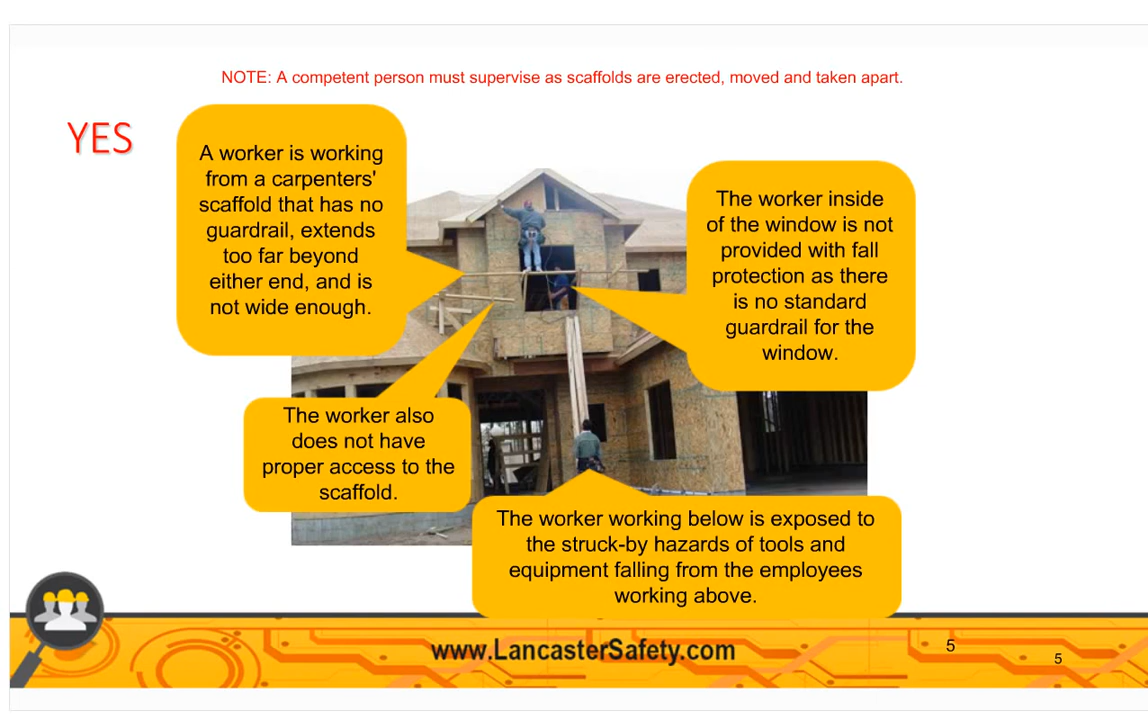 NOTE: A competent person must supervise as scaffolds are erected, moved and taken apart.
YES
A worker is working
from a carpenters'
scaffold that has no
guardrail, extends
too far beyond
either end, and is
not wide enough.
The worker inside
of the window is not
provided with fall
protection as there
is no standard
guardrail for the
window.
The worker also
does not have
proper access to the
scaffold.
The worker working below is exposed to
the struck-by hazards of tools and
equipment falling from the employees
working above.
www.LancasterSafety.com
5
5